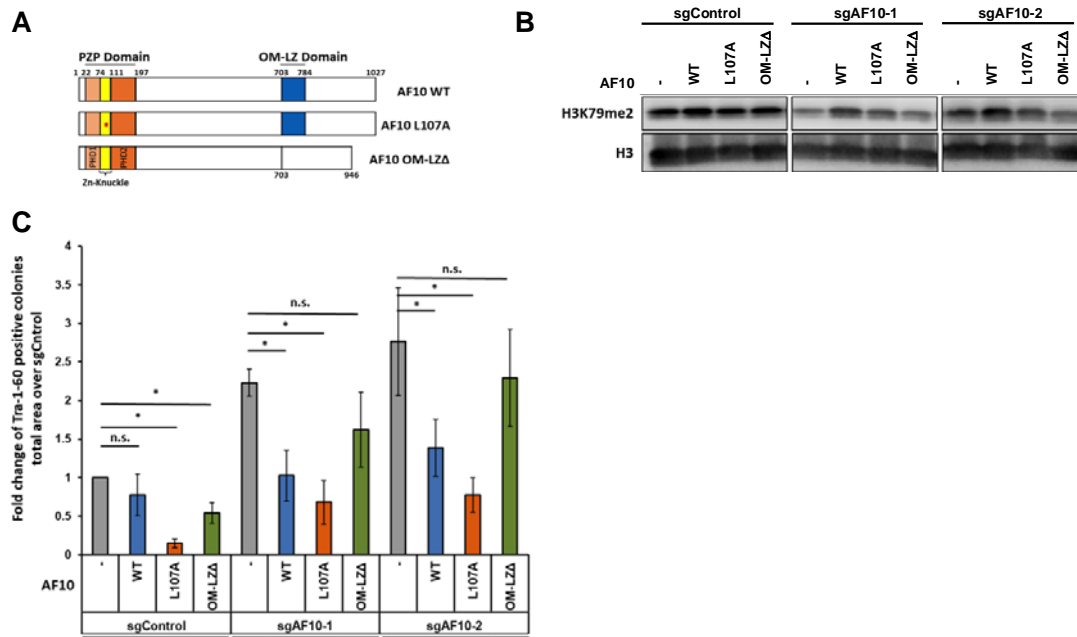 A
PZP Domain OM-LZ Domain
1 22 74 111 197 703 784 1027
AF10 WT
AF10 L107A
PHD1 PHD2 AF10 OM-LZΔ
Zn-Knuckle 703 946
B
sgControl sgAF10-1 sgAF10-2
AF10 - WT L107A OM-LZΔ - WT L107A OM-LZΔ - WT L107A OM-LZΔ
H3K79me2
H3
C
Fold change of Tra-1-60 positive colonies
total area over sgCntrol
4
3.5
3
2.5
2
1.5
1
0.5
0
n.s. * *
* * n.s.
* * n.s.
AF10 - WT L107A OM-LZΔ - WT L107A OM-LZΔ - WT L107A OM-LZΔ
sgControl sgAF10-1 sgAF10-2